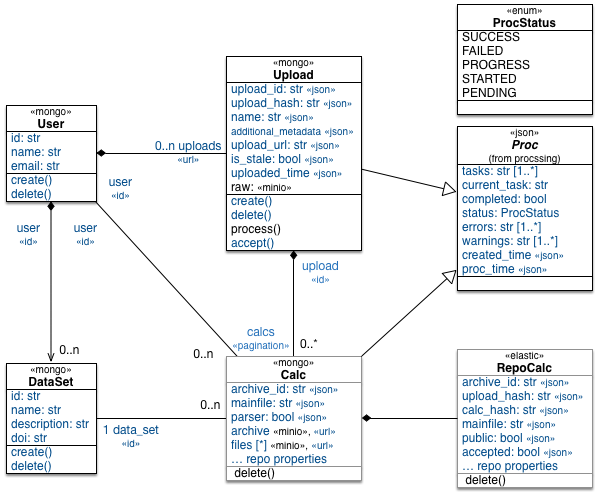 «enum»
ProcStatus
SUCCESS
FAILED
PROGRESS
STARTED
PENDING
«mongo»
Upload
upload_id: str «json»
upload_hash: str «json»
name: str «json»
additional_metadata «json»
upload_url: str «json»
is_stale: bool «json»
uploaded_time «json»
raw: «minio»
create()
delete()
process()
accept()
«mongo»
User
id: str
name: str
email: str
create()
delete()
0..n uploads
«url»
«json»
Proc
(from procssing)
tasks: str [1..*]
current_task: str
completed: bool
status: ProcStatus
errors: str [1..*]
warnings: str [1..*]
created_time «json»
proc_time «json»
user
«id»
user
«id»
user
«id»
upload
«id»
calcs
«pagination»
0..*
0..n
0..n
«mongo»
DataSet
id: str
name: str
description: str
doi: str
create()
delete()
0..n
1 data_set
«id»
«mongo»
Calc
archive_id: str «json»
mainfile: str «json»
parser: bool «json»
archive «minio», «url»
files [*] «minio», «url»
… repo properties
delete()
«elastic»
RepoCalc
archive_id: str «json»
upload_hash: str «json»
calc_hash: str «json»
mainfile: str «json»
public: bool «json»
accepted: bool «json»
… repo properties
delete()